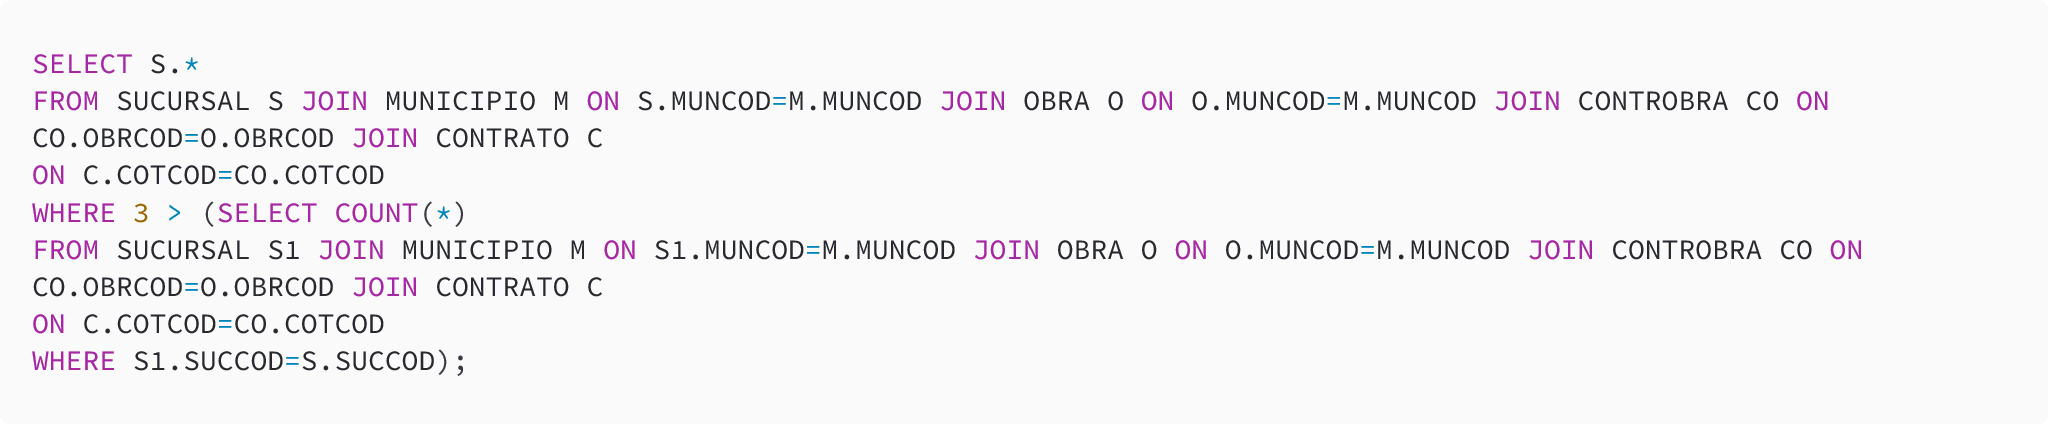 SELECT S.*
FROM SUCURSAL S JOIN MUNICIPIO M ON S.MUNCOD=M.MUNCOD JOIN OBRA O ON O.MUNCOD=M.MUNCOD JOIN CONTROBRA CO ON
CO.OBRCOD=O.OBRCOD JOIN CONTRATO C
ON C.COTCOD=CO.COTCOD
WHERE 3 > (SELECT COUNT(*)
FROM SUCURSAL S1 JOIN MUNICIPIO M ON S1.MUNCOD=M.MUNCOD JOIN OBRA O ON O.MUNCOD=M.MUNCOD JOIN CONTROBRA CO ON
CO.OBRCOD=O.OBRCOD JOIN CONTRATO C
ON C.COTCOD=CO.COTCOD
WHERE S1.SUCCOD=S.SUCCOD);